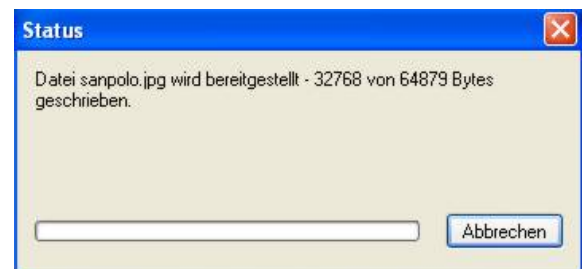 Status
Datei sanpolo.jpg wird bereitgestellt - 32768 von 64879 Bytes
geschrieben.
Abbrechen